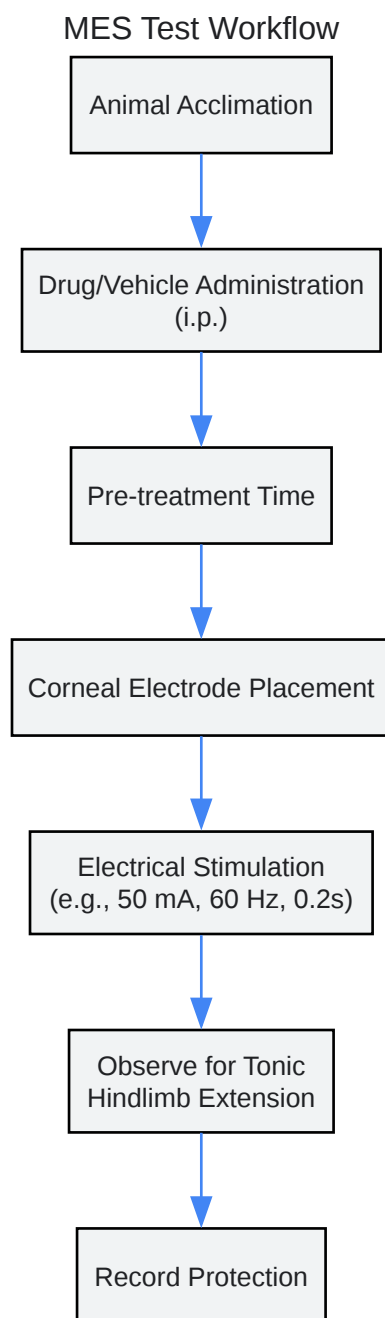 MES Test Workflow
Animal Acclimation
Drug/Vehicle Administration
(i.p.)
Pre-treatment Time
Corneal Electrode Placement
Electrical Stimulation
(e.g., 50 mA, 60 Hz, 0.2s)
Observe for Tonic
Hindlimb Extension
Record Protection